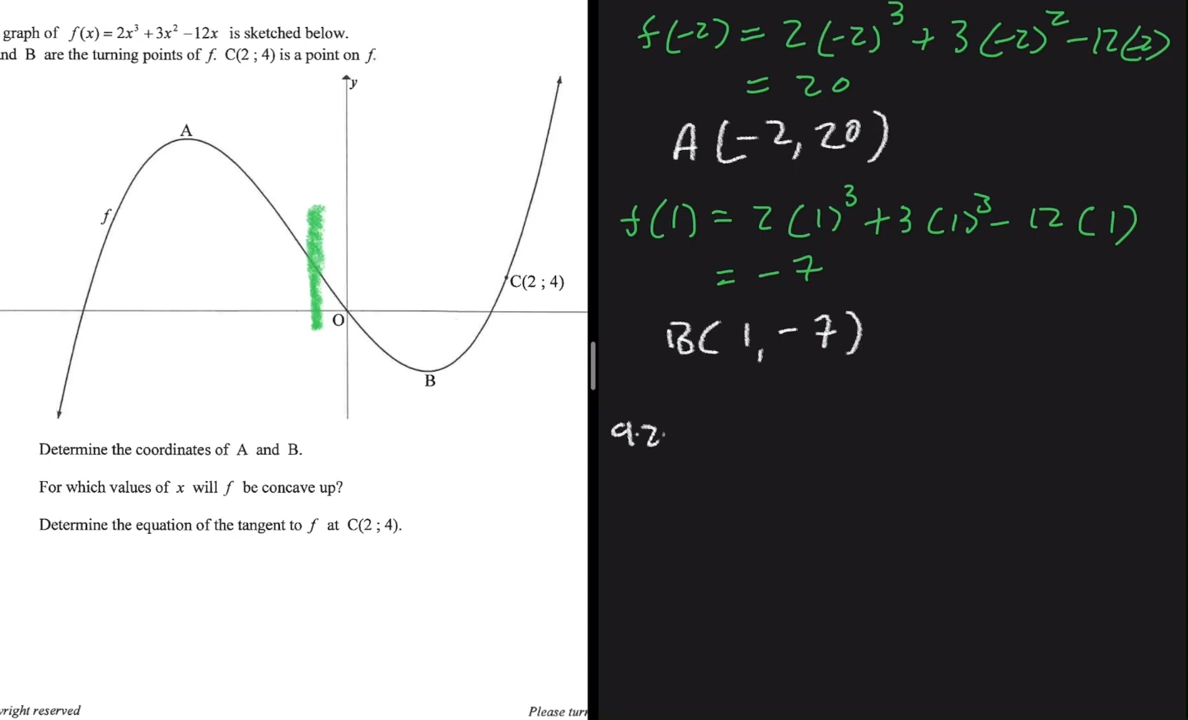 graph of f(x) = 2x³ + 3x² − 12x is sketched below.
nd B are the turning points of f. C(2 ; 4) is a point on f.
y
A
f
C(2 ; 4)
O
B
Determine the coordinates of A and B.
For which values of x will f be concave up?
Determine the equation of the tangent to f at C(2 ; 4).
yright reserved
Please turn
f(-2) = 2(-2)³ + 3(-2)² - 12(-2)
= 20
A(-2, 20)
f(1) = 2(1)³ + 3(1)³ - 12(1)
= -7
B(1, -7)
9.2.